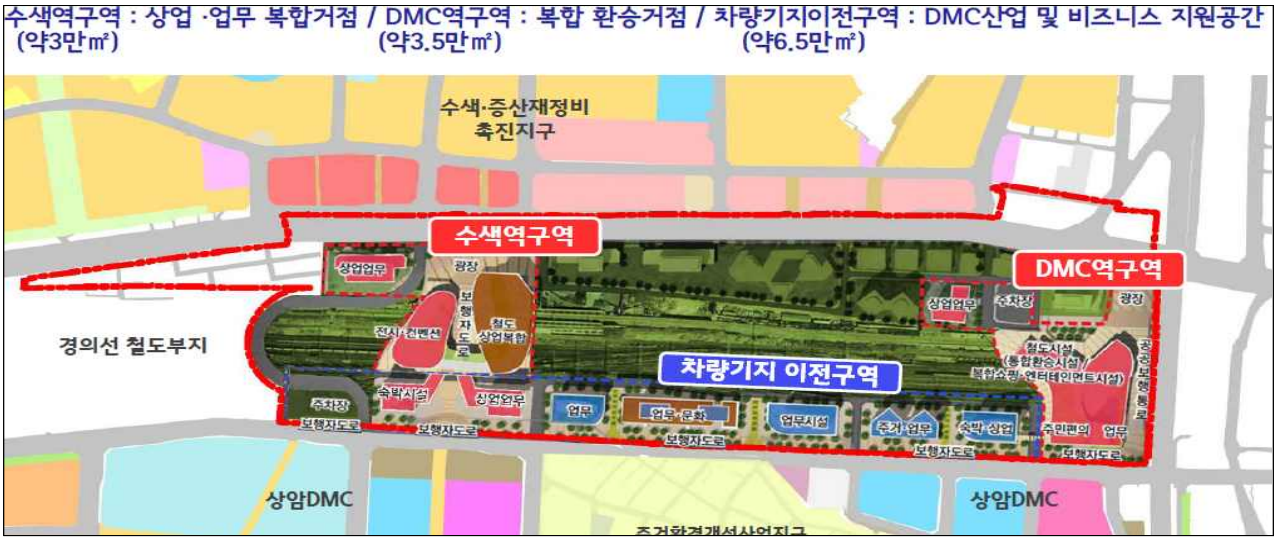 수색역구역 : 상업 ·업무 복합거점 / DMC역구역 : 복합 환승거점 / 차량기지이전구역 : DMC산업 및 비즈니스 지원공간
(약3만㎡) (약3.5만㎡) (약6.5만㎡)
수색·증산재정비
촉진지구
수색역구역
DMC역구역
상업업무
광장
상업업무
주차장
광장
보행자도로
전시·컨벤션
철도
상업복합
경의선 철도부지
철도시설
(통합환승시설)
복합쇼핑·엔터테인먼트시설)
공공보행통로
차량기지 이전구역
숙박시설
상업업무
주차장
업무
업무·문화
업무시설
주거·업무
숙박·상업
주민편의
업무
보행자도로
보행자도로
보행자도로
보행자도로
보행자도로
상암DMC
상암DMC
주거환경개선사업지구